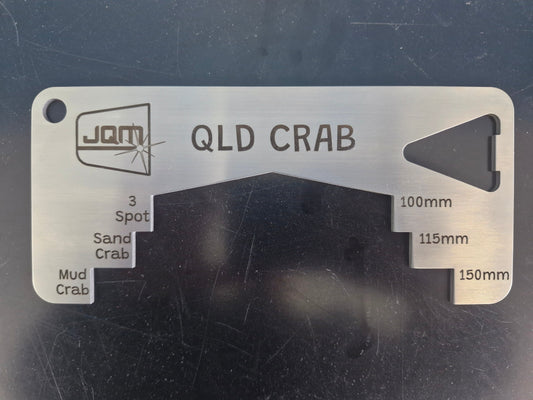 JQM
QLD CRAB
3
Spot
100mm
Sand
Crab
115mm
Mud
Crab
150mm